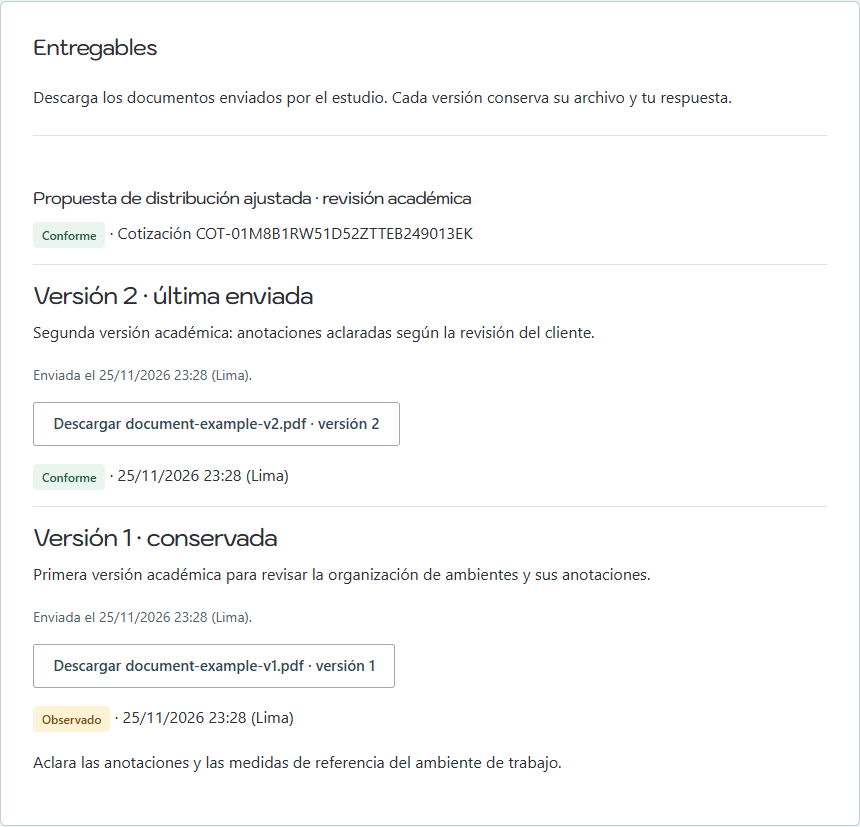 Entregables
Descarga los documentos enviados por el estudio. Cada versión conserva su archivo y tu respuesta.
Propuesta de distribución ajustada · revisión académica
Conforme · Cotización COT-01M8B1RW51D52ZTTEB249013EK
Versión 2 · última enviada
Segunda versión académica: anotaciones aclaradas según la revisión del cliente.
Enviada el 25/11/2026 23:28 (Lima).
Descargar document-example-v2.pdf · versión 2
Conforme · 25/11/2026 23:28 (Lima)
Versión 1 · conservada
Primera versión académica para revisar la organización de ambientes y sus anotaciones.
Enviada el 25/11/2026 23:28 (Lima).
Descargar document-example-v1.pdf · versión 1
Observado · 25/11/2026 23:28 (Lima)
Aclara las anotaciones y las medidas de referencia del ambiente de trabajo.